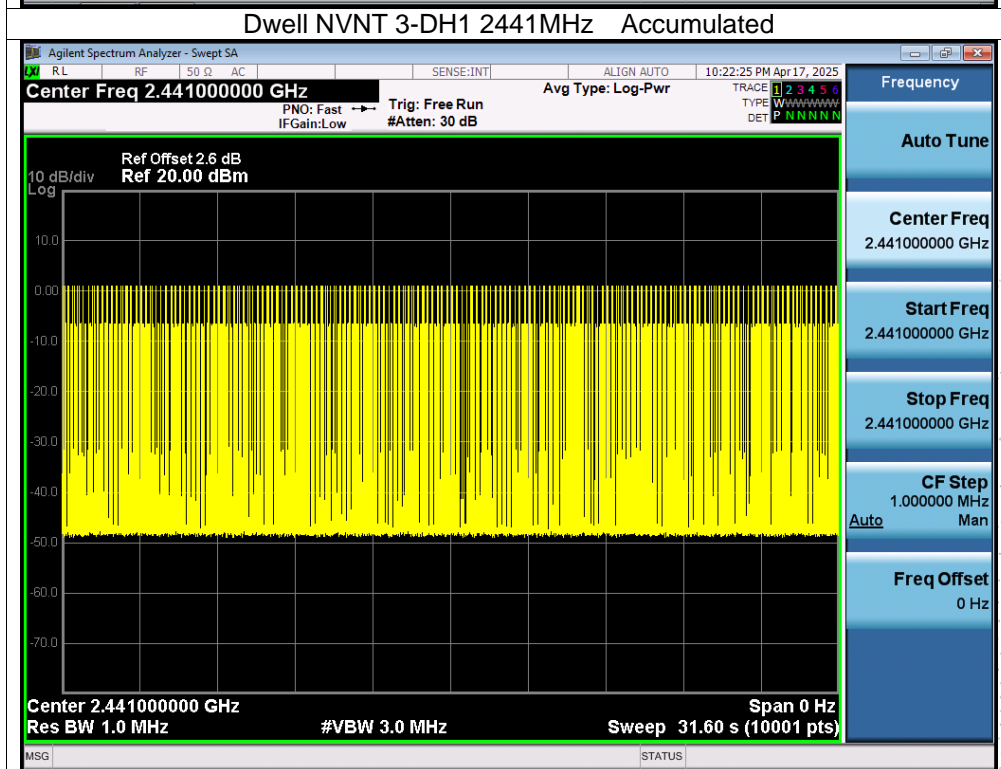 Dwell NVNT 3-DH1 2441MHz Accumulated
Agilent Spectrum Analyzer - Swept SA
LXI RL RF 50 Ω AC SENSE:INT ALIGN AUTO 10:22:25 PM Apr 17, 2025
Center Freq 2.441000000 GHz
PNO: Fast
IFGain:Low
Trig: Free Run
#Atten: 30 dB
Avg Type: Log-Pwr
TRACE 1 2 3 4 5 6
TYPE WWWWWWW
DET P N N N N N
Frequency
Auto Tune
Center Freq
2.441000000 GHz
Start Freq
2.441000000 GHz
Stop Freq
2.441000000 GHz
CF Step
1.000000 MHz
Auto Man
Freq Offset
0 Hz
Ref Offset 2.6 dB
10 dB/div Ref 20.00 dBm
Log
10.0
0.00
-10.0
-20.0
-30.0
-40.0
-50.0
-60.0
-70.0
Center 2.441000000 GHz Span 0 Hz
Res BW 1.0 MHz #VBW 3.0 MHz Sweep 31.60 s (10001 pts)
MSG STATUS